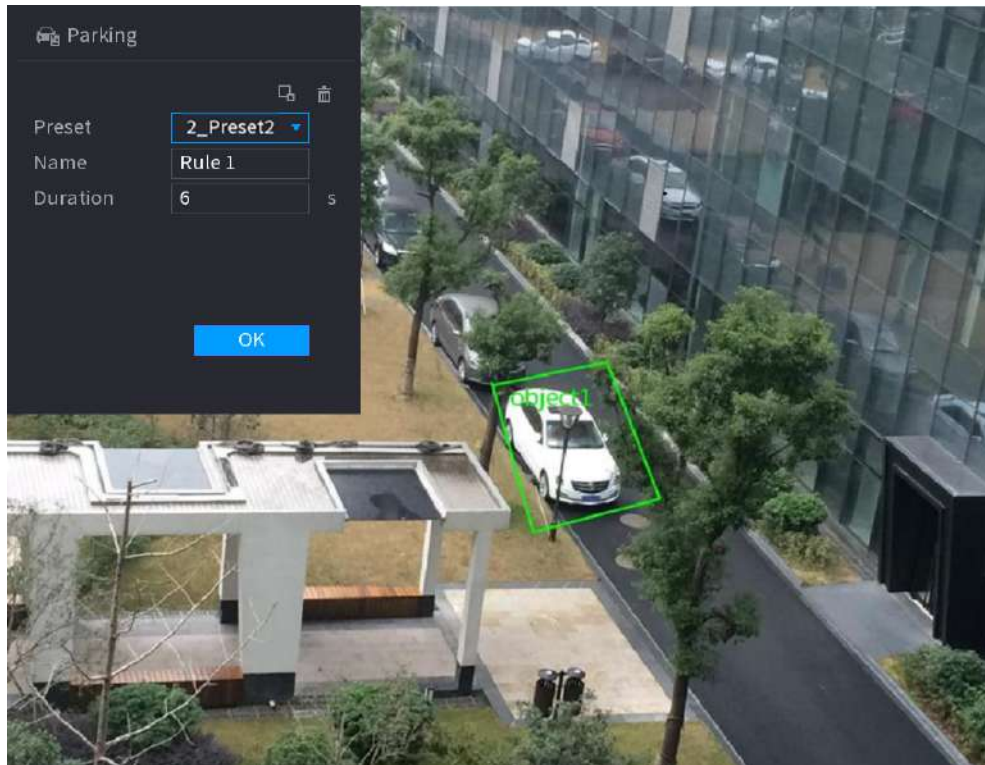 Parking
Preset 2_Preset2
Name Rule 1
Duration 6 s
OK
object1